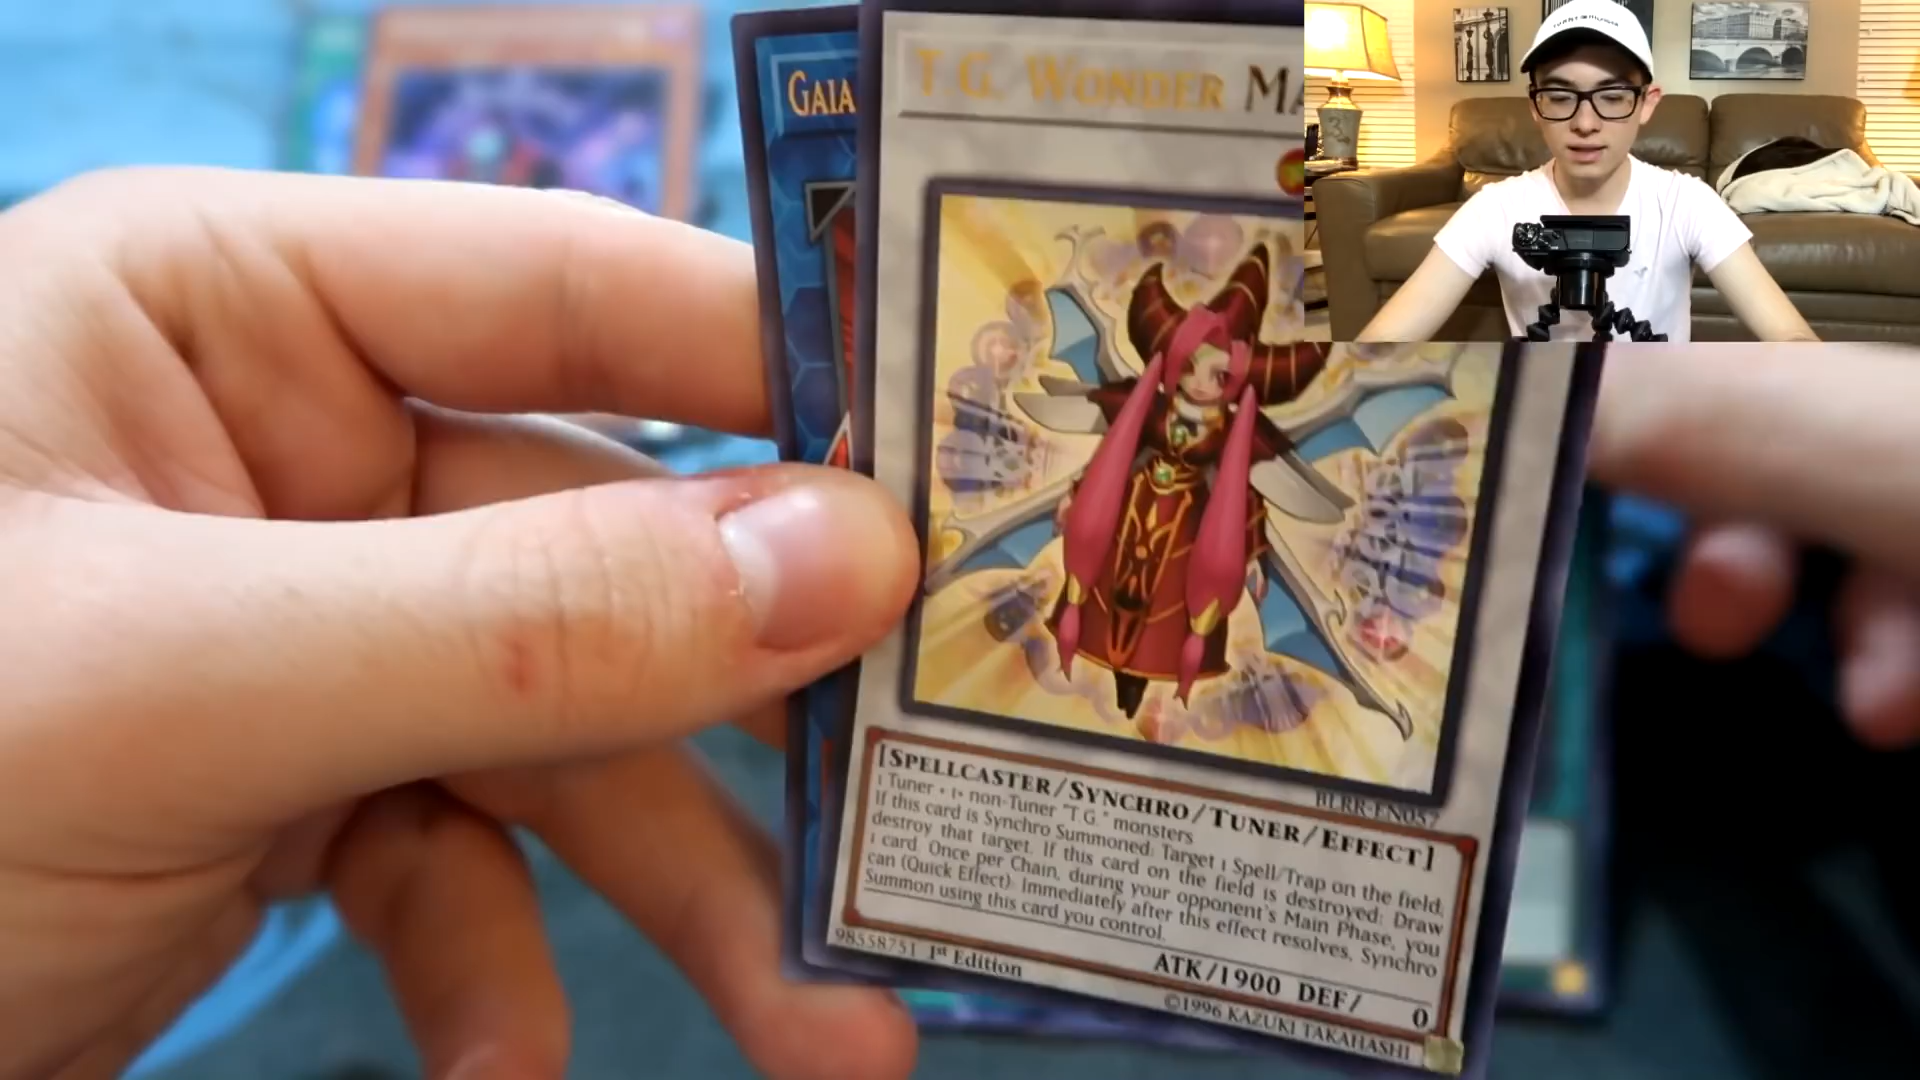 GAIA
T.G. WONDER MA
BLRR-EN057
[SPELLCASTER/SYNCHRO/TUNER/EFFECT]
1 Tuner + 1+ non-Tuner "T.G." monsters
If this card is Synchro Summoned: Target 1 Spell/Trap on the field;
destroy that target. If this card on the field is destroyed: Draw
1 card. Once per Chain, during your opponent's Main Phase, you
can (Quick Effect): Immediately after this effect resolves, Synchro
Summon using this card you control.
ATK/1900 DEF/ 0
98558751 1st Edition
©1996 KAZUKI TAKAHASHI